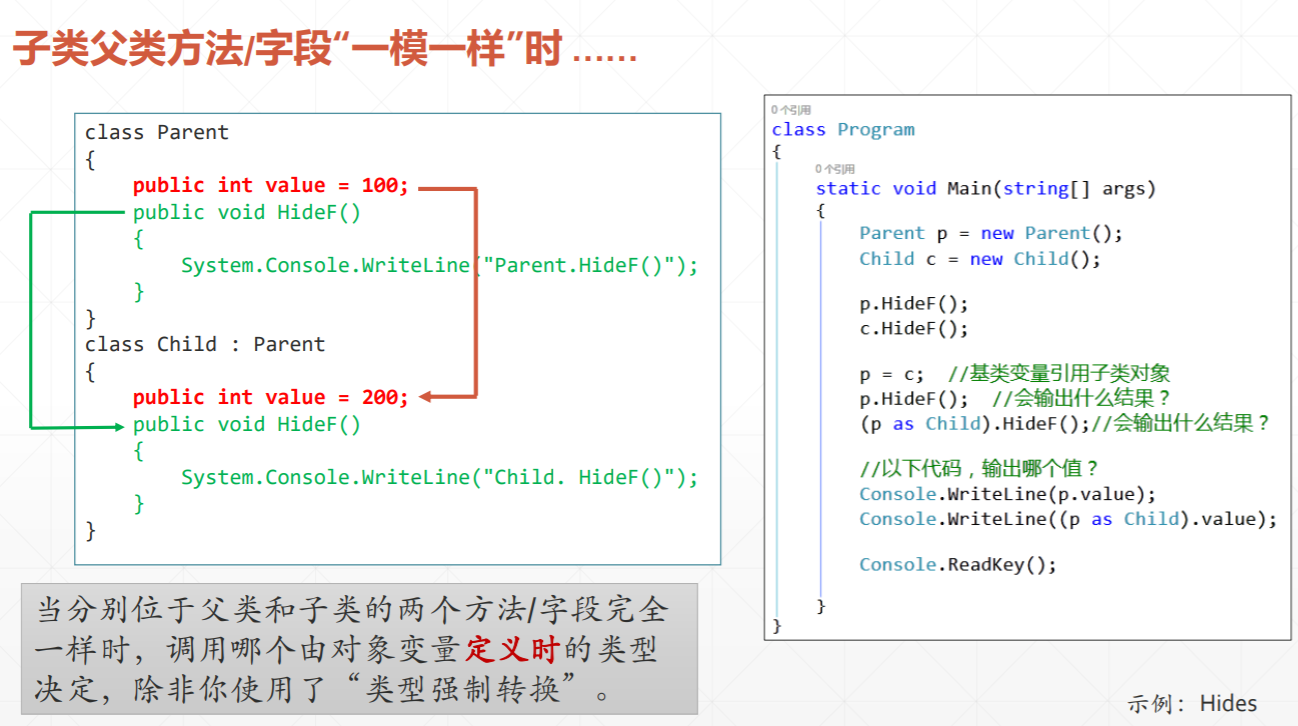 子类父类方法/字段“一模一样”时 ......
class Parent
{
public int value = 100;
public void HideF()
{
System.Console.WriteLine("Parent.HideF()");
}
}
class Child : Parent
{
public int value = 200;
public void HideF()
{
System.Console.WriteLine("Child. HideF()");
}
}
当分别位于父类和子类的两个方法/字段完全
一样时，调用哪个由对象变量定义时的类型
决定，除非你使用了“类型强制转换”。
0 个引用
class Program
{
0 个引用
static void Main(string[] args)
{
Parent p = new Parent();
Child c = new Child();
p.HideF();
c.HideF();
p = c; //基类变量引用子类对象
p.HideF(); //会输出什么结果？
(p as Child).HideF();//会输出什么结果？
//以下代码，输出哪个值？
Console.WriteLine(p.value);
Console.WriteLine((p as Child).value);
Console.ReadKey();
}
}
示例：Hides